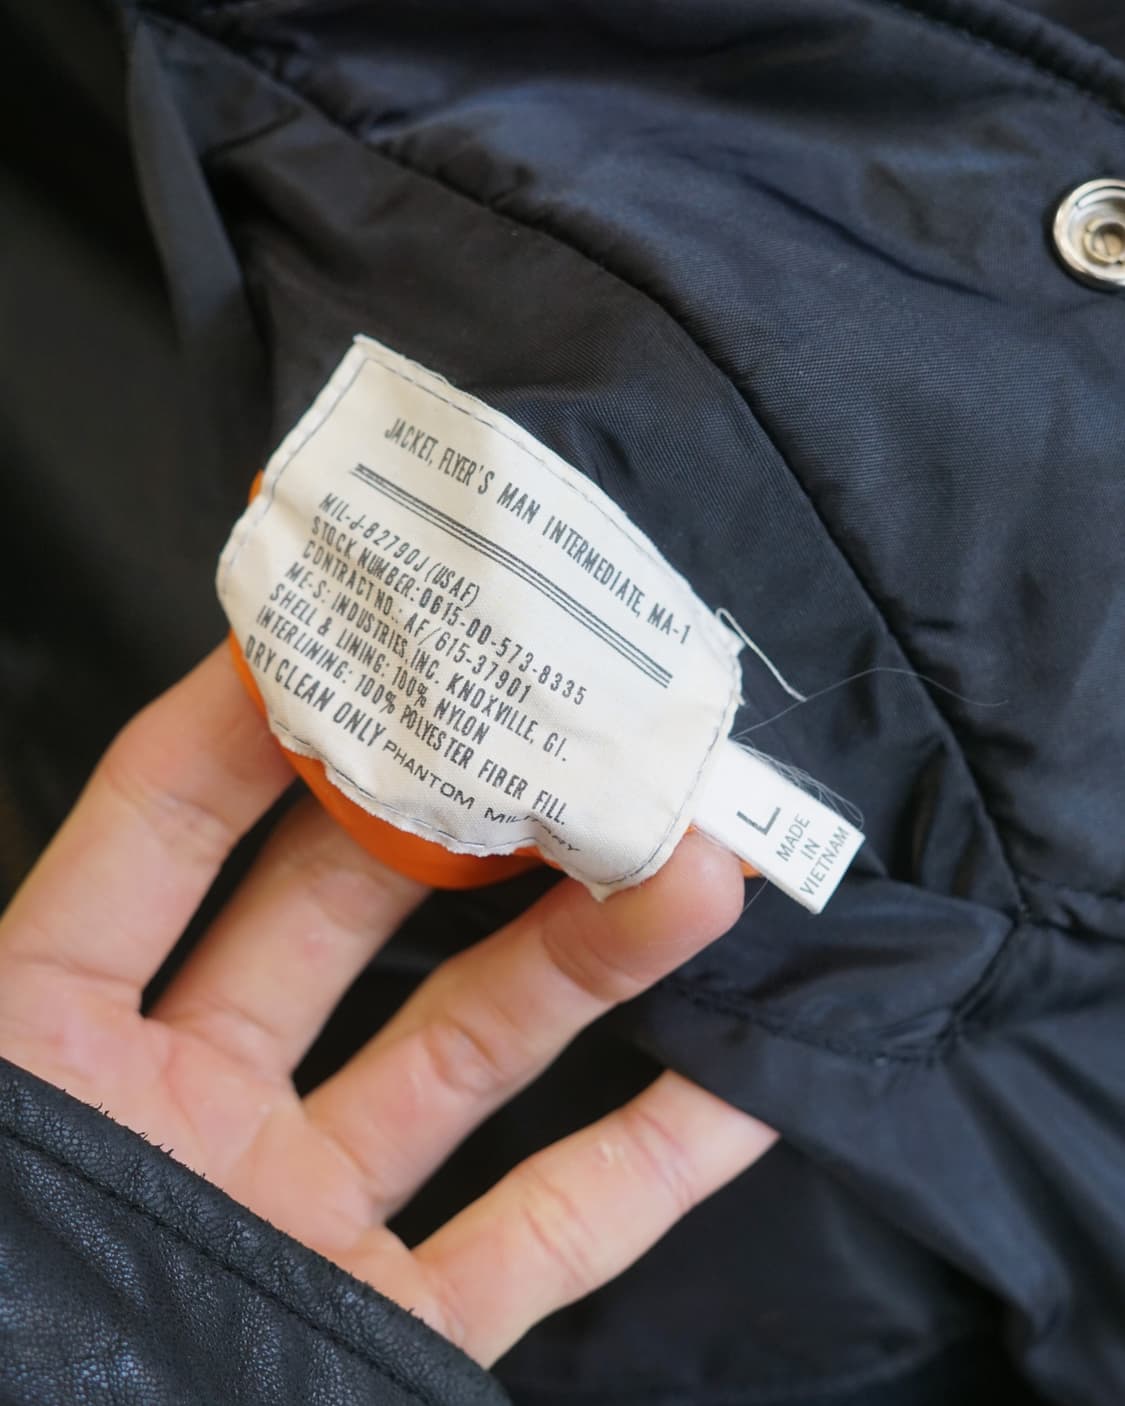 JACKET, FLYER'S MAN INTERMEDIATE, MA-1
MIL-J-82790J (USAF)
STOCK NUMBER: 0615-00-573-8335
CONTRACT NO. AF/615-37901
ME-S: INDUSTRIES, INC. KNOXVILLE, GI.
SHELL & LINING: 100% NYLON
INTERLINING: 100% POLYESTER FIBER FILL.
DRY CLEAN ONLY PHANTOM MILITARY
L
MADE
IN
VIETNAM